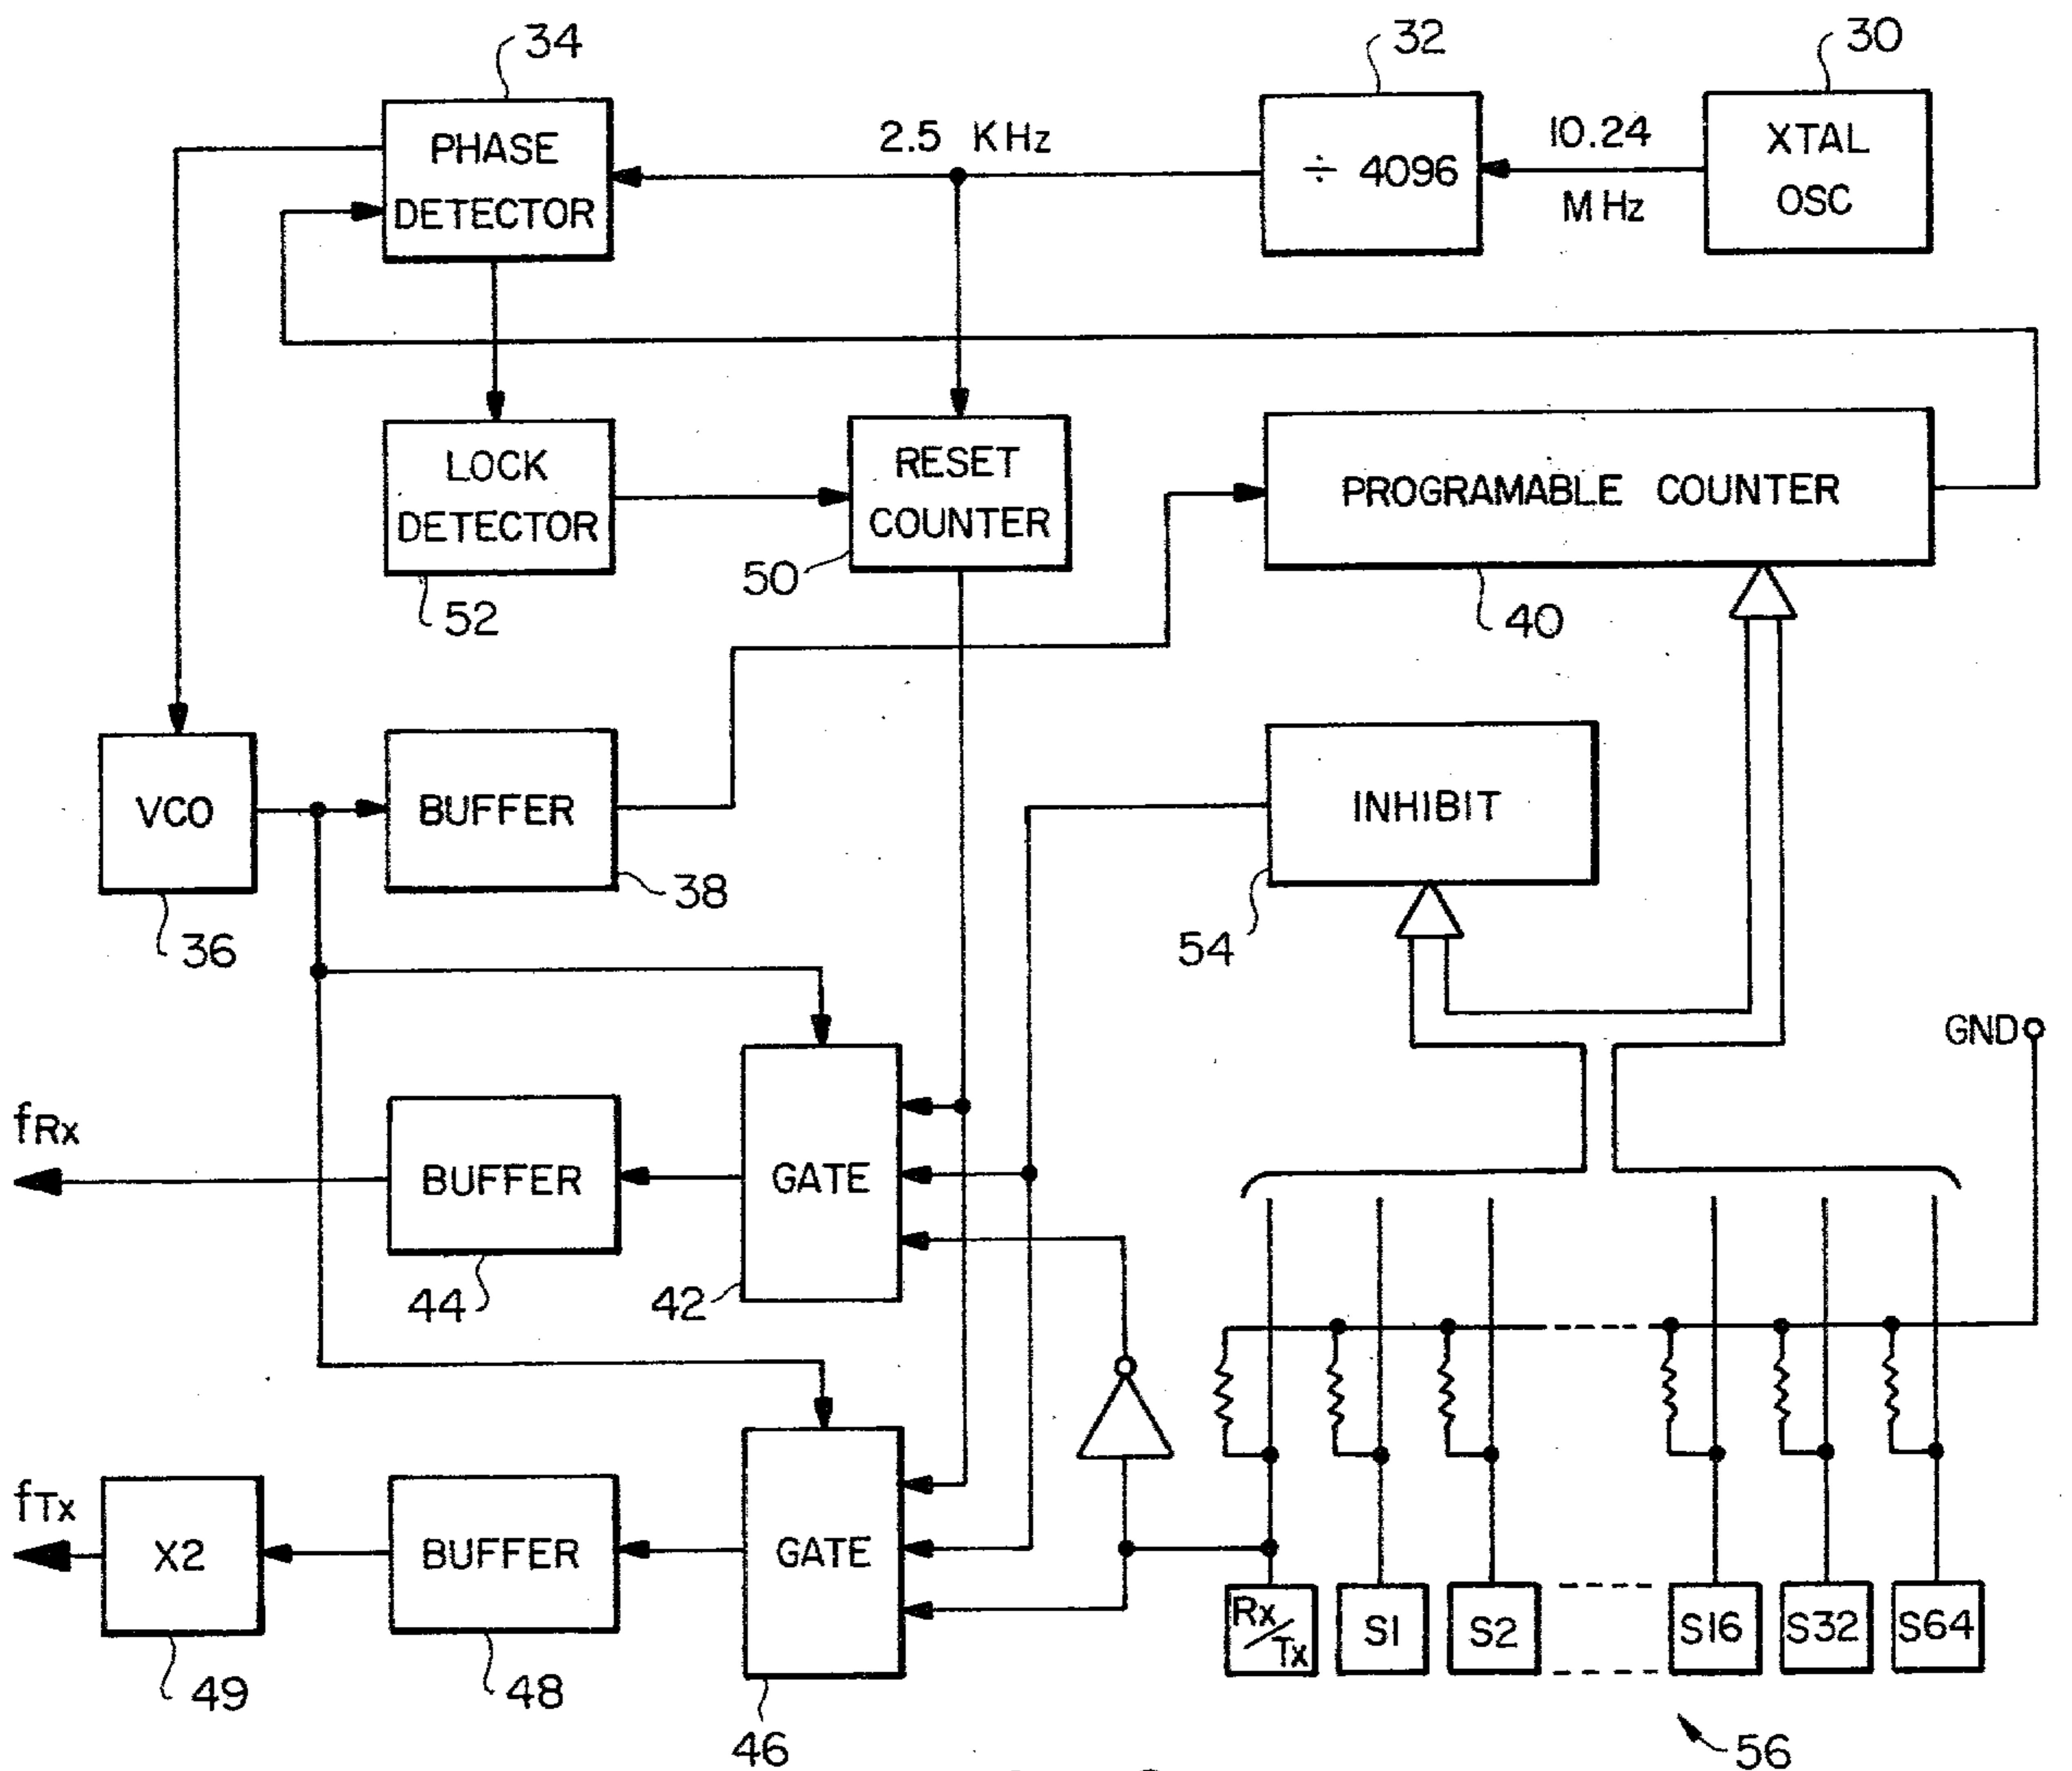 34
32
30
PHASE
DETECTOR
2.5 KHz
÷ 4096
10.24
MHz
XTAL
OSC
LOCK
DETECTOR
52
RESET
COUNTER
50
PROGRAMABLE COUNTER
40
VCO
36
BUFFER
38
INHIBIT
54
GND
fRx
BUFFER
44
GATE
42
fTx
X2
49
BUFFER
48
GATE
46
Rx/Tx
S1
S2
S16
S32
S64
56